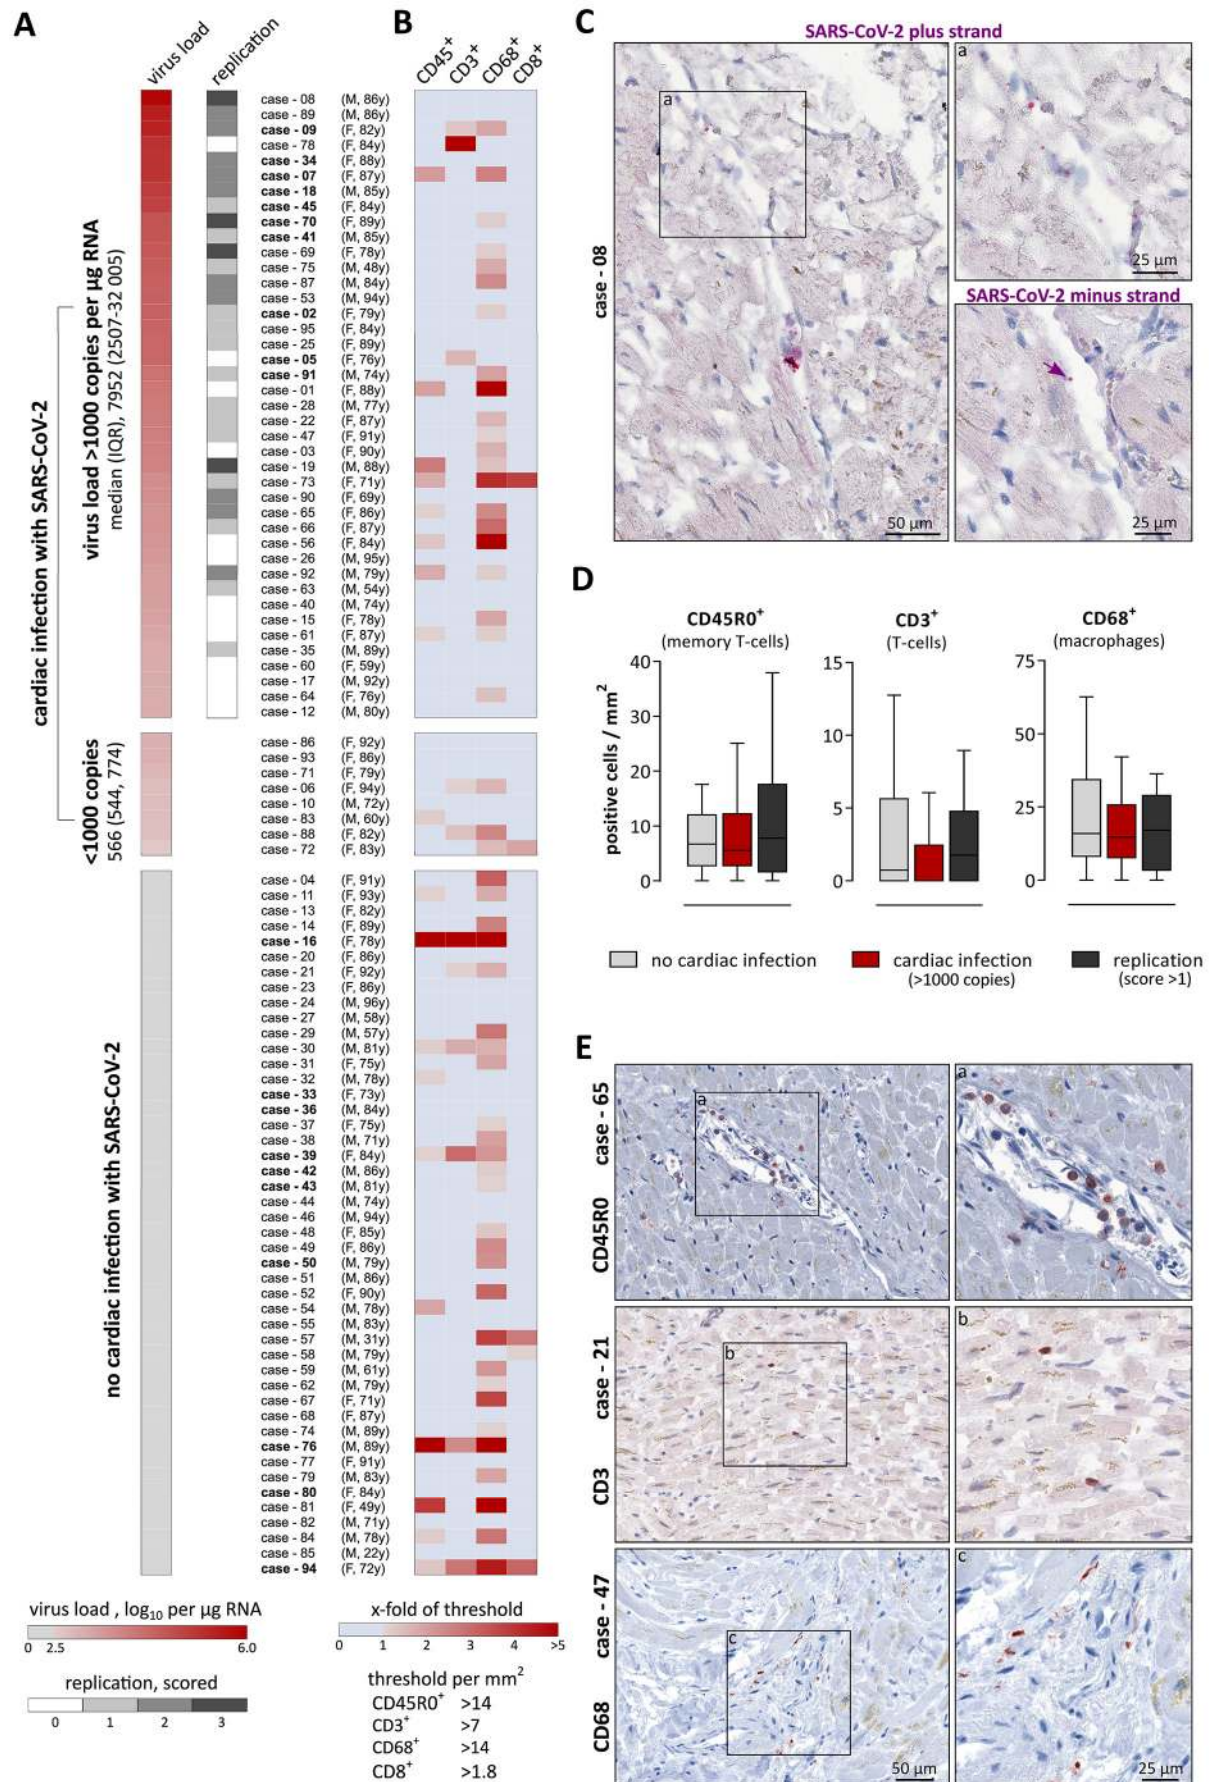 A
virus load
replication
B
CD45+
CD3+
CD68+
CD8+
cardiac infection with SARS-CoV-2
virus load >1000 copies per µg RNA
median (IQR), 7952 (2507-32 005)
case - 08 (M, 86y)
case - 89 (M, 86y)
case - 09 (F, 82y)
case - 78 (F, 84y)
case - 34 (F, 88y)
case - 07 (F, 87y)
case - 18 (M, 85y)
case - 45 (F, 84y)
case - 70 (F, 89y)
case - 41 (M, 85y)
case - 69 (F, 78y)
case - 75 (M, 48y)
case - 87 (M, 84y)
case - 53 (M, 94y)
case - 02 (F, 79y)
case - 95 (F, 84y)
case - 25 (F, 89y)
case - 05 (F, 76y)
case - 91 (M, 74y)
case - 01 (F, 88y)
case - 28 (M, 77y)
case - 22 (F, 87y)
case - 47 (F, 91y)
case - 03 (F, 90y)
case - 19 (M, 88y)
case - 73 (F, 71y)
case - 90 (F, 69y)
case - 65 (F, 86y)
case - 66 (F, 87y)
case - 56 (F, 84y)
case - 26 (M, 95y)
case - 92 (M, 79y)
case - 63 (M, 54y)
case - 40 (M, 74y)
case - 15 (F, 78y)
case - 61 (F, 87y)
case - 35 (M, 89y)
case - 60 (F, 59y)
case - 17 (M, 92y)
case - 64 (F, 76y)
case - 12 (M, 80y)
<1000 copies
566 (544, 774)
case - 86 (F, 92y)
case - 93 (F, 86y)
case - 71 (F, 79y)
case - 06 (F, 94y)
case - 10 (M, 72y)
case - 83 (M, 60y)
case - 88 (F, 82y)
case - 72 (F, 83y)
no cardiac infection with SARS-CoV-2
case - 04 (F, 91y)
case - 11 (F, 93y)
case - 13 (F, 82y)
case - 14 (F, 89y)
case - 16 (F, 78y)
case - 20 (F, 86y)
case - 21 (F, 92y)
case - 23 (F, 86y)
case - 24 (M, 96y)
case - 27 (M, 58y)
case - 29 (M, 57y)
case - 30 (M, 81y)
case - 31 (F, 75y)
case - 32 (M, 78y)
case - 33 (F, 73y)
case - 36 (M, 84y)
case - 37 (F, 75y)
case - 38 (M, 71y)
case - 39 (F, 84y)
case - 42 (M, 86y)
case - 43 (M, 81y)
case - 44 (M, 74y)
case - 46 (M, 94y)
case - 48 (F, 85y)
case - 49 (F, 86y)
case - 50 (M, 79y)
case - 51 (M, 86y)
case - 52 (F, 90y)
case - 54 (M, 78y)
case - 55 (M, 83y)
case - 57 (M, 31y)
case - 58 (M, 79y)
case - 59 (M, 61y)
case - 62 (M, 79y)
case - 67 (F, 71y)
case - 68 (F, 87y)
case - 74 (M, 89y)
case - 76 (M, 89y)
case - 77 (F, 91y)
case - 79 (M, 83y)
case - 80 (F, 84y)
case - 81 (F, 49y)
case - 82 (M, 71y)
case - 84 (M, 78y)
case - 85 (M, 22y)
case - 94 (F, 72y)
virus load , log10 per µg RNA
0 2.5 6.0
replication, scored
0 1 2 3
x-fold of threshold
0 1 2 3 4 >5
threshold per mm2
CD45R0+ >14
CD3+ >7
CD68+ >14
CD8+ >1.8
C
SARS-CoV-2 plus strand
case - 08
a
50 µm
a
25 µm
SARS-CoV-2 minus strand
25 µm
D
CD45R0+
(memory T-cells)
positive cells / mm2
40
30
20
10
0
CD3+
(T-cells)
15
10
5
0
CD68+
(macrophages)
75
50
25
0
no cardiac infection
cardiac infection
(>1000 copies)
replication
(score >1)
E
case - 65
CD45R0
a
a
case - 21
CD3
b
b
case - 47
CD68
c
50 µm
c
25 µm